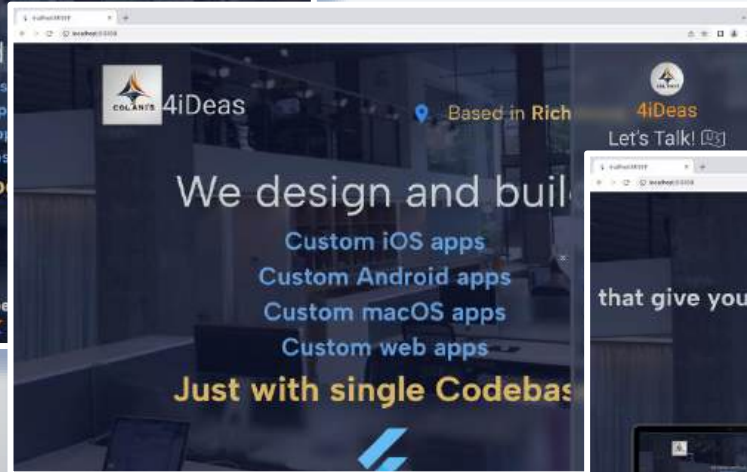 localhost
COLANTS
4iDeas
Based in Rich
We design and buil
Custom iOS apps
Custom Android apps
Custom macOS apps
Custom web apps
Just with single Codebas
4iDeas
Let's Talk!
that give you